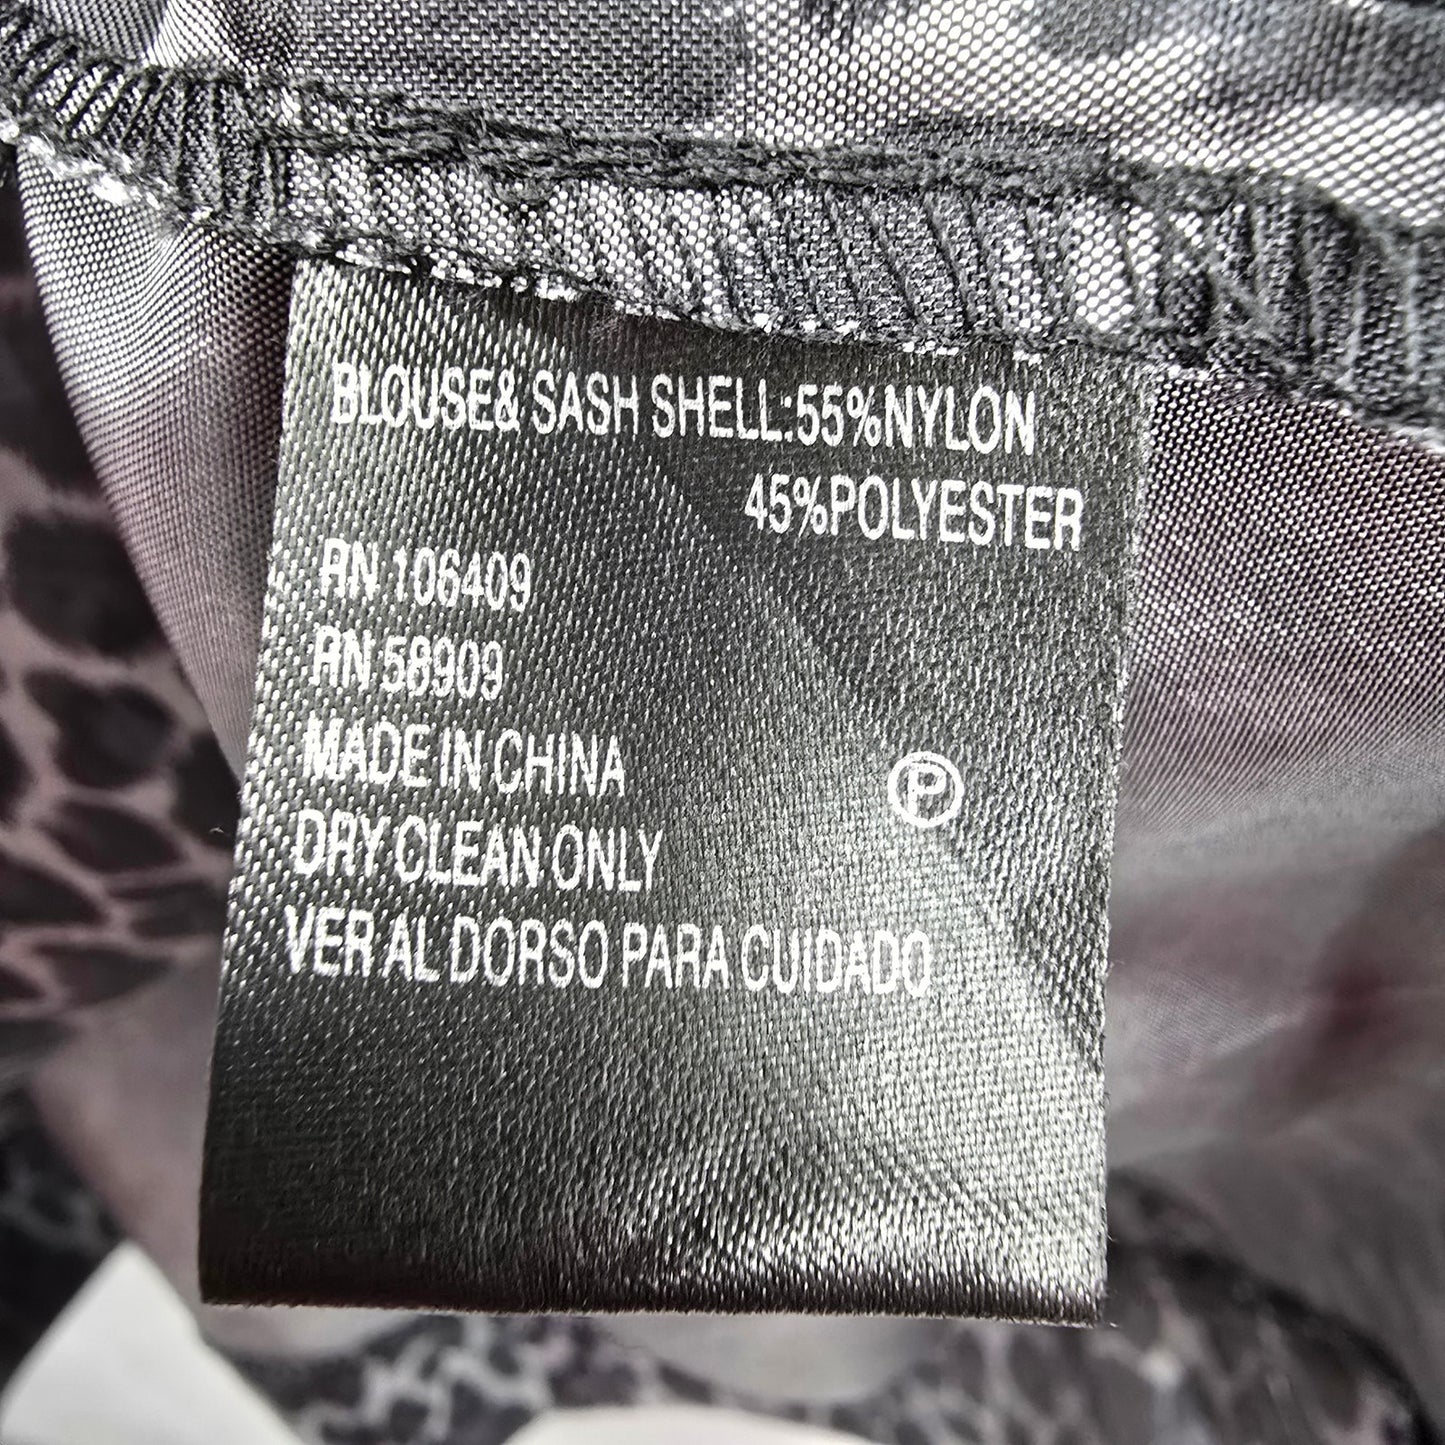 BLOUSE& SASH SHELL:55%NYLON
45%POLYESTER
RN 106409
RN 58909
MADE IN CHINA
P
DRY CLEAN ONLY
VER AL DORSO PARA CUIDADO